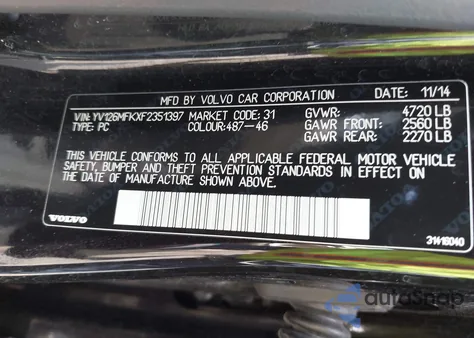 MFD BY VOLVO CAR CORPORATION DATE: 11/14
VIN: YV126MFKXF2351397 MARKET CODE: 31 GVWR: 4720 LB
TYPE: PC COLOUR:487-46 GAWR FRONT: 2560 LB
GAWR REAR: 2270 LB
THIS VEHICLE CONFORMS TO ALL APPLICABLE FEDERAL MOTOR VEHICLE
SAFETY, BUMPER AND THEFT PREVENTION STANDARDS IN EFFECT ON
THE DATE OF MANUFACTURE SHOWN ABOVE.
VOLVO 31416040
autoSnap